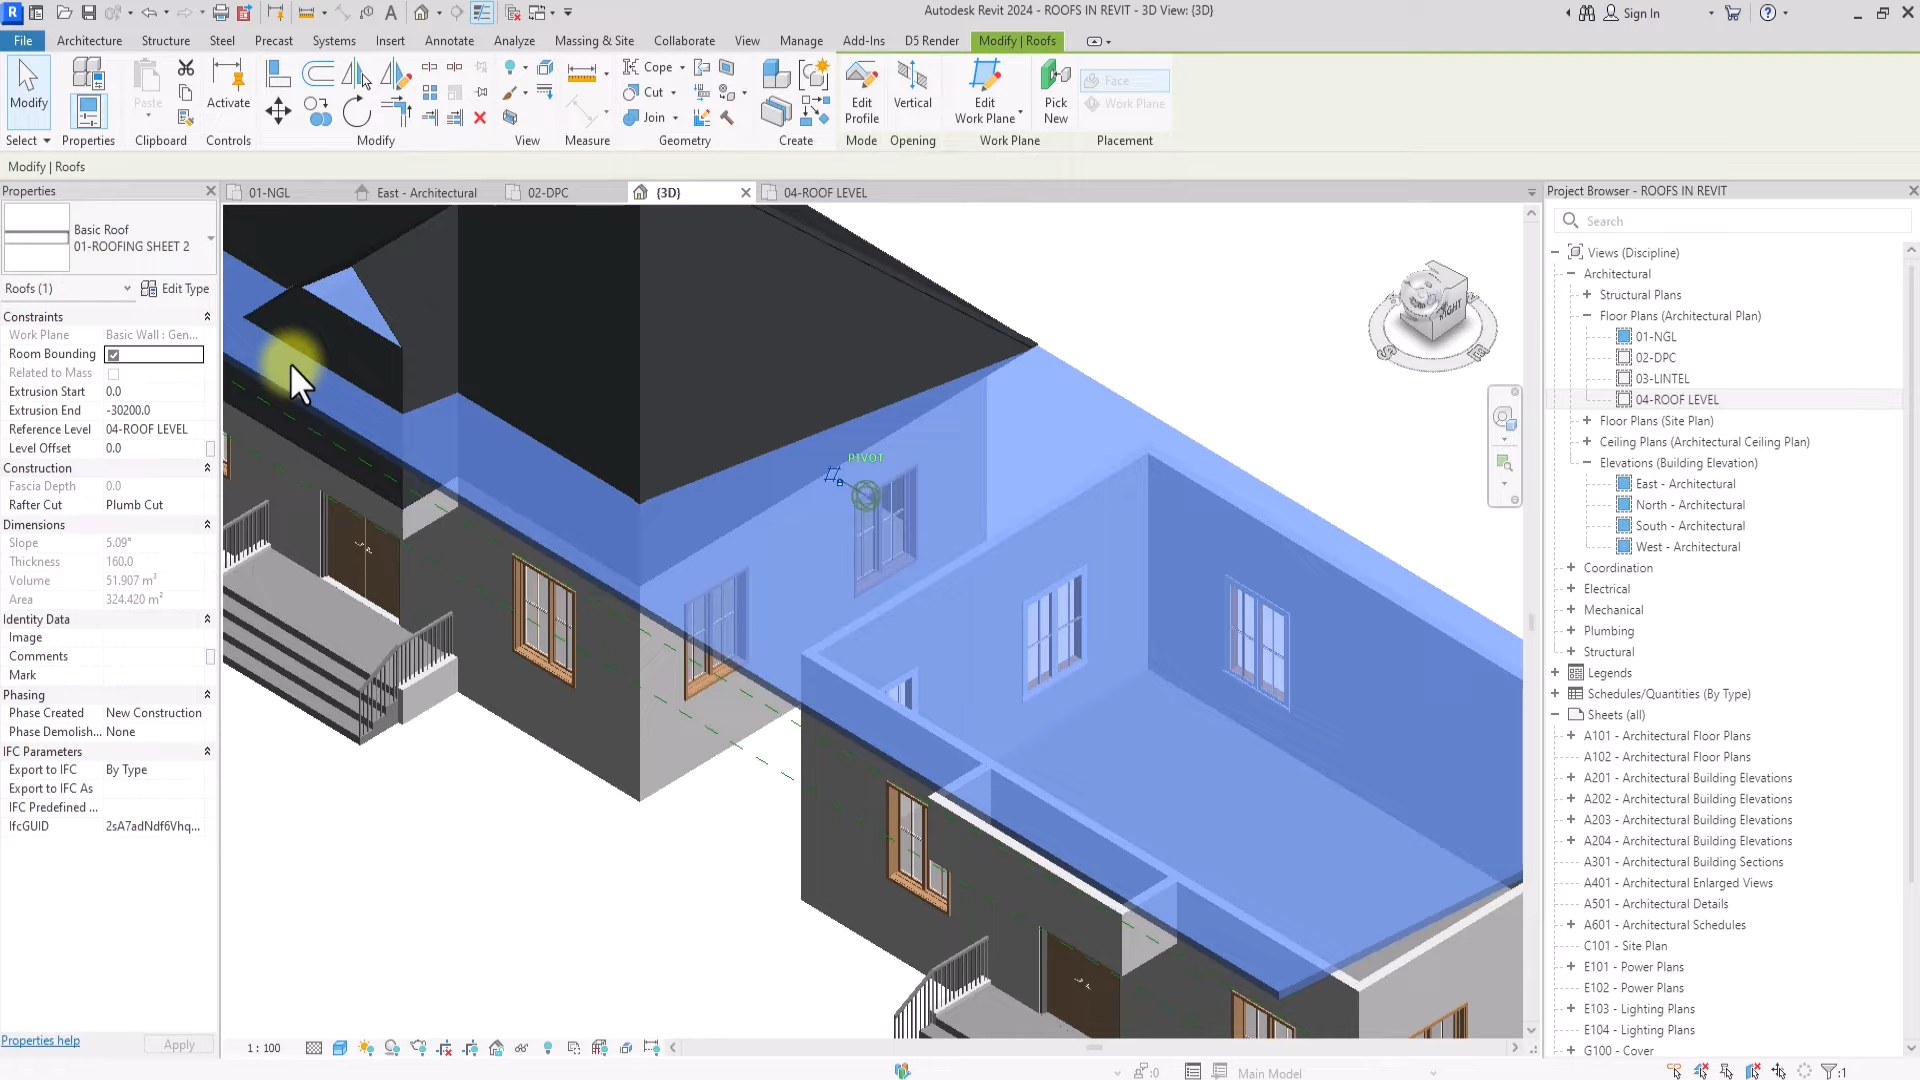 Autodesk Revit 2024 - ROOFS IN REVIT - 3D View: {3D}
Sign In
File Architecture Structure Steel Precast Systems Insert Annotate Analyze Massing & Site Collaborate View Manage Add-Ins D5 Render Modify | Roofs
Modify
Paste
Activate
Cope
Cut
Join
Edit Profile
Vertical
Edit Work Plane
Pick New
Face
Work Plane
Select Properties Clipboard Controls Modify View Measure Geometry Create Mode Opening Work Plane Placement
Modify | Roofs
Properties
01-NGL
East - Architectural
02-DPC
{3D}
04-ROOF LEVEL
Basic Roof
01-ROOFING SHEET 2
Roofs (1)
Edit Type
Constraints
Work Plane Basic Wall : Gen...
Room Bounding
Related to Mass
Extrusion Start 0.0
Extrusion End -30200.0
Reference Level 04-ROOF LEVEL
Level Offset 0.0
Construction
Fascia Depth 0.0
Rafter Cut Plumb Cut
Dimensions
Slope 5.09°
Thickness 160.0
Volume 51.907 m³
Area 324.420 m²
Identity Data
Image
Comments
Mark
Phasing
Phase Created New Construction
Phase Demolish... None
IFC Parameters
Export to IFC By Type
Export to IFC As
IFC Predefined ...
IfcGUID 2sA7adNdf6Vhq...
Properties help
Apply
PIVOT
RIGHT
S
E
1 : 100
:0
Main Model
:1
Project Browser - ROOFS IN REVIT
Search
Views (Discipline)
Architectural
Structural Plans
Floor Plans (Architectural Plan)
01-NGL
02-DPC
03-LINTEL
04-ROOF LEVEL
Floor Plans (Site Plan)
Ceiling Plans (Architectural Ceiling Plan)
Elevations (Building Elevation)
East - Architectural
North - Architectural
South - Architectural
West - Architectural
Coordination
Electrical
Mechanical
Plumbing
Structural
Legends
Schedules/Quantities (By Type)
Sheets (all)
A101 - Architectural Floor Plans
A102 - Architectural Floor Plans
A201 - Architectural Building Elevations
A202 - Architectural Building Elevations
A203 - Architectural Building Elevations
A204 - Architectural Building Elevations
A301 - Architectural Building Sections
A401 - Architectural Enlarged Views
A501 - Architectural Details
A601 - Architectural Schedules
C101 - Site Plan
E101 - Power Plans
E102 - Power Plans
E103 - Lighting Plans
E104 - Lighting Plans
G100 - Cover